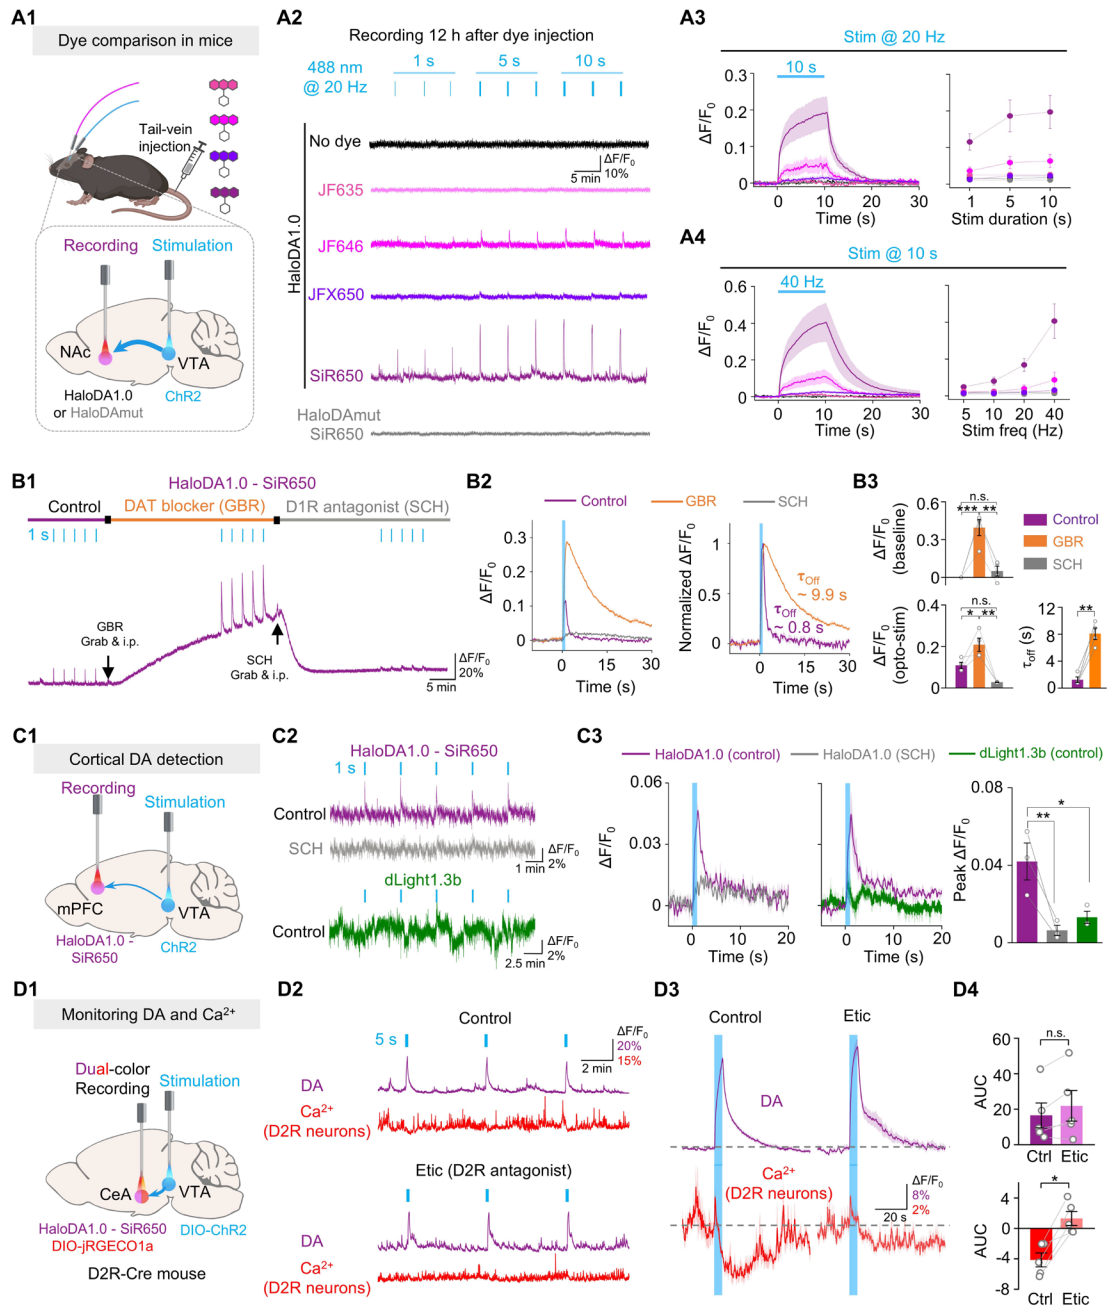 A1
Dye comparison in mice
Tail-vein
injection
Recording
Stimulation
NAc
VTA
HaloDA1.0
or HaloDAmut
ChR2
A2
Recording 12 h after dye injection
488 nm
@ 20 Hz
1 s
5 s
10 s
HaloDA1.0
No dye
ΔF/F0
10%
5 min
JF635
JF646
JFX650
SiR650
HaloDAmut
SiR650
A3
Stim @ 20 Hz
10 s
ΔF/F0
0.3
0.2
0.1
0
0
10
20
30
Time (s)
1
5
10
Stim duration (s)
A4
Stim @ 10 s
40 Hz
ΔF/F0
0.6
0.4
0.2
0
0
10
20
30
Time (s)
5
10
20
40
Stim freq (Hz)
B1
HaloDA1.0 - SiR650
Control
DAT blocker (GBR)
D1R antagonist (SCH)
1 s
GBR
Grab & i.p.
SCH
Grab & i.p.
ΔF/F0
20%
5 min
B2
Control
GBR
SCH
ΔF/F0
0.3
0.2
0.1
0
0
15
30
Time (s)
Normalized ΔF/F0
1
0.5
0
τOff
~ 9.9 s
τOff
~ 0.8 s
0
15
30
Time (s)
B3
ΔF/F0
(baseline)
0.6
0.3
0
n.s.
*** **
Control
GBR
SCH
ΔF/F0
(opto-stim)
0.4
0.2
0
n.s.
* **
τoff (s)
12
8
4
0
**
C1
Cortical DA detection
Recording
Stimulation
mPFC
VTA
HaloDA1.0 -
SiR650
ChR2
C2
HaloDA1.0 - SiR650
1 s
Control
SCH
ΔF/F0
2%
1 min
dLight1.3b
Control
ΔF/F0
2%
2.5 min
C3
HaloDA1.0 (control)
HaloDA1.0 (SCH)
dLight1.3b (control)
ΔF/F0
0.06
0.03
0
0
10
20
Time (s)
0
10
20
Time (s)
Peak ΔF/F0
0.08
0.04
0
**
*
D1
Monitoring DA and Ca2+
Dual-color
Recording
Stimulation
CeA
VTA
HaloDA1.0 - SiR650
DIO-jRGECO1a
DIO-ChR2
D2R-Cre mouse
D2
Control
5 s
ΔF/F0
20%
15%
2 min
DA
Ca2+
(D2R neurons)
Etic (D2R antagonist)
DA
Ca2+
(D2R neurons)
D3
Control
Etic
DA
Ca2+
(D2R neurons)
ΔF/F0
8%
2%
20 s
D4
AUC
60
40
20
0
n.s.
Ctrl
Etic
AUC
4
0
-4
-8
*
Ctrl
Etic